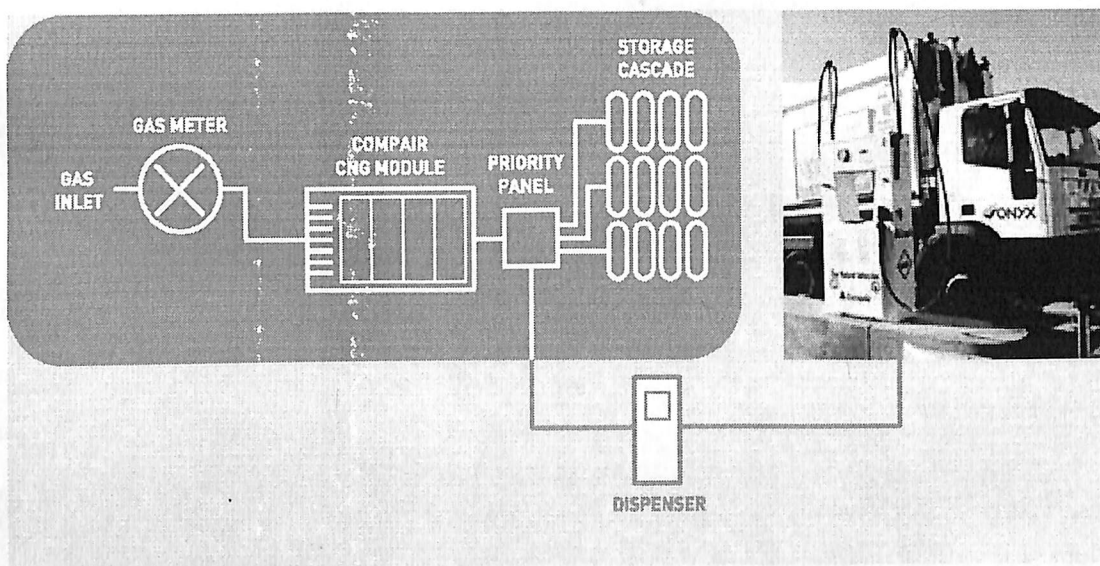 STORAGE
CASCADE
GAS METER
COMPAIR
CNG MODULE
PRIORITY
PANEL
GAS
INLET
ONYX
DISPENSER